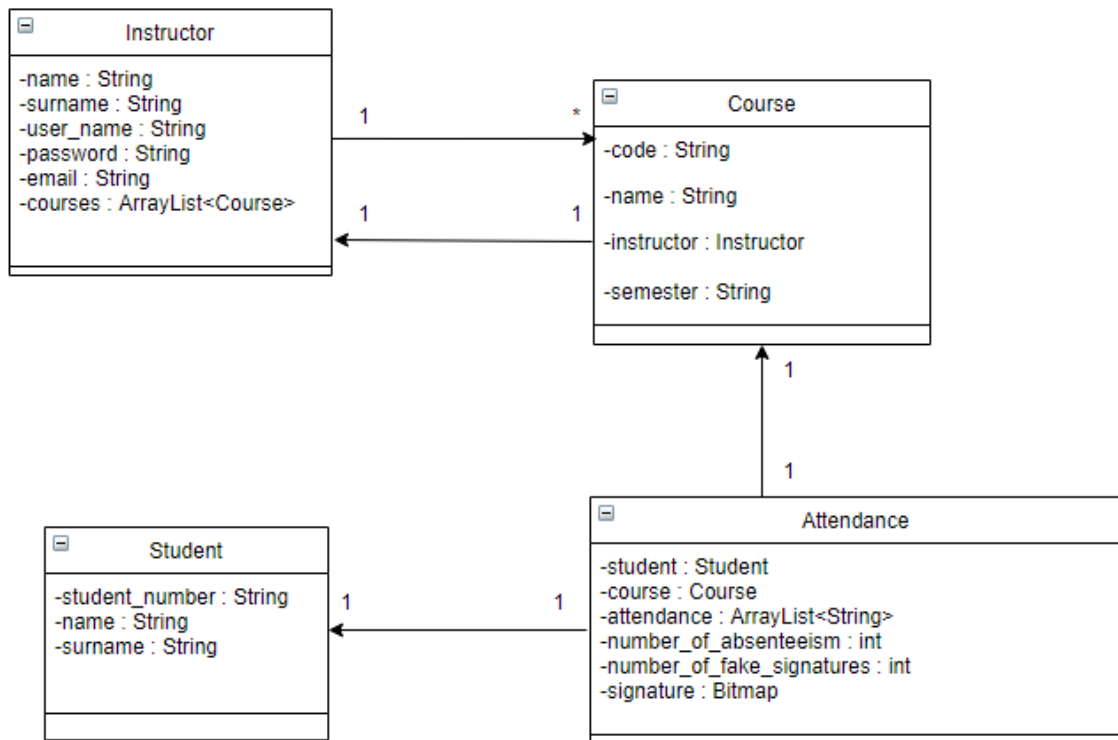 Instructor
-name : String
-surname : String
-user_name : String
-password : String
-email : String
-courses : ArrayList<Course>
1
*
1
1
Course
-code : String
-name : String
-instructor : Instructor
-semester : String
1
1
Student
-student_number : String
-name : String
-surname : String
1
1
Attendance
-student : Student
-course : Course
-attendance : ArrayList<String>
-number_of_absenteeism : int
-number_of_fake_signatures : int
-signature : Bitmap